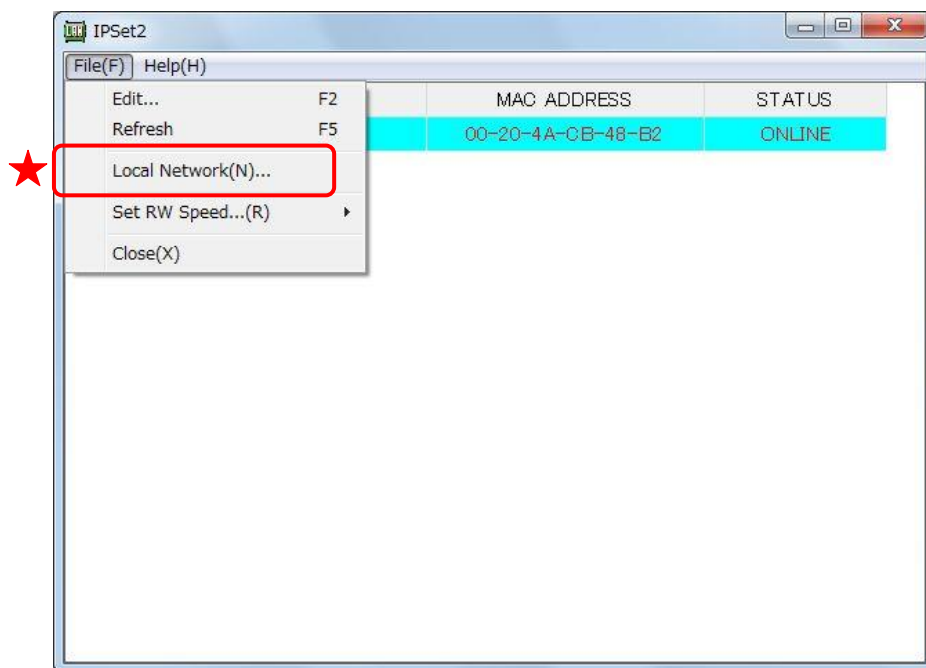 IPSet2
File(F) Help(H)
Edit... F2
Refresh F5
Local Network(N)...
Set RW Speed...(R)
Close(X)
MAC ADDRESS STATUS
00-20-4A-CB-48-B2 ONLINE